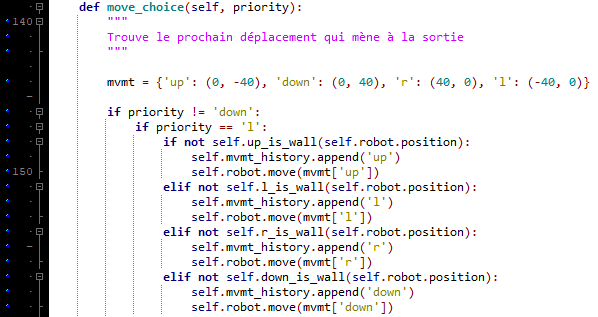 def move_choice(self, priority):
140 """
Trouve le prochain déplacement qui mène à la sortie
"""
mvmt = {'up': (0, -40), 'down': (0, 40), 'r': (40, 0), 'l': (-40, 0)}
if priority != 'down':
if priority == 'l':
if not self.up_is_wall(self.robot.position):
self.mvmt_history.append('up')
150 self.robot.move(mvmt['up'])
elif not self.l_is_wall(self.robot.position):
self.mvmt_history.append('l')
self.robot.move(mvmt['l'])
elif not self.r_is_wall(self.robot.position):
self.mvmt_history.append('r')
self.robot.move(mvmt['r'])
elif not self.down_is_wall(self.robot.position):
self.mvmt_history.append('down')
self.robot.move(mvmt['down'])